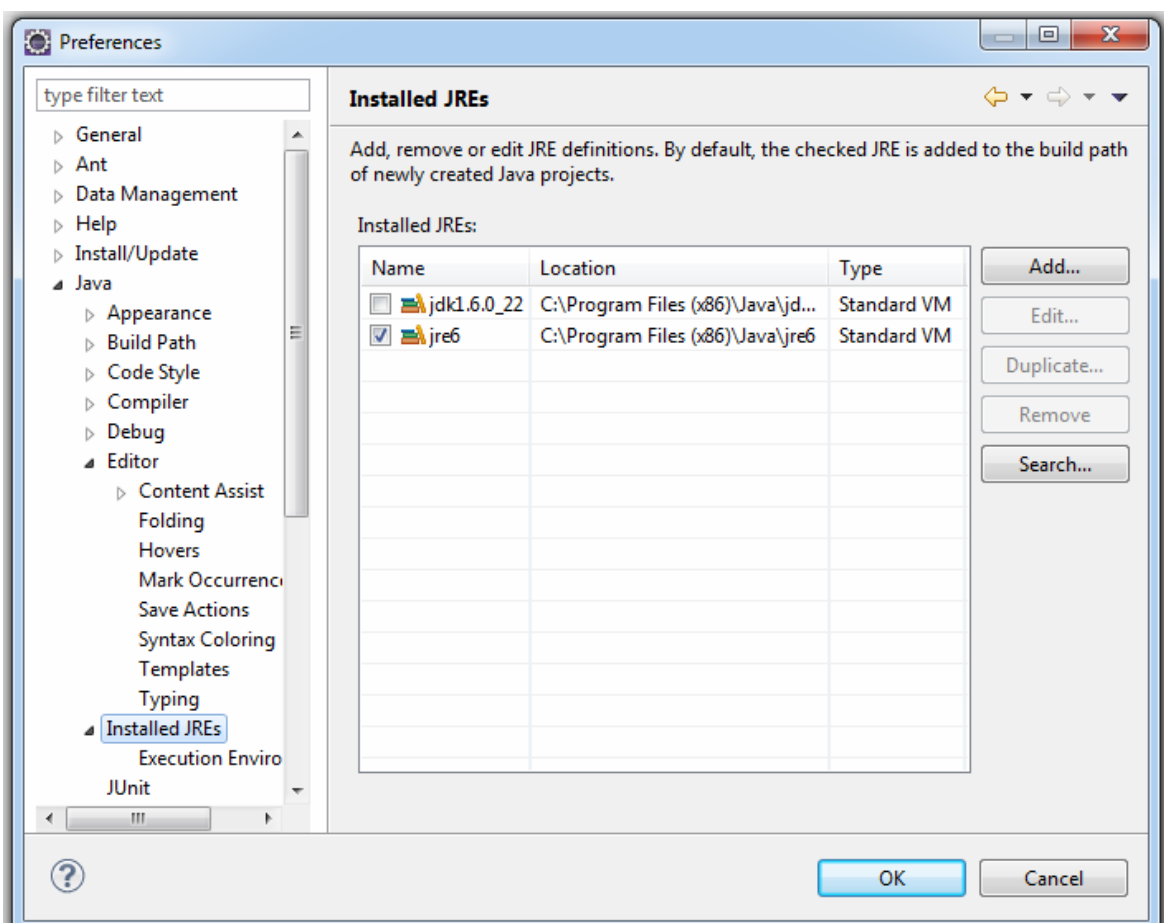 Preferences
type filter text
General
Ant
Data Management
Help
Install/Update
Java
Appearance
Build Path
Code Style
Compiler
Debug
Editor
Content Assist
Folding
Hovers
Mark Occurrenc
Save Actions
Syntax Coloring
Templates
Typing
Installed JREs
Execution Enviro
JUnit
Installed JREs
Add, remove or edit JRE definitions. By default, the checked JRE is added to the build path
of newly created Java projects.
Installed JREs:
Name Location Type
jdk1.6.0_22 C:\Program Files (x86)\Java\jd... Standard VM
jre6 C:\Program Files (x86)\Java\jre6 Standard VM
Add...
Edit...
Duplicate...
Remove
Search...
OK Cancel